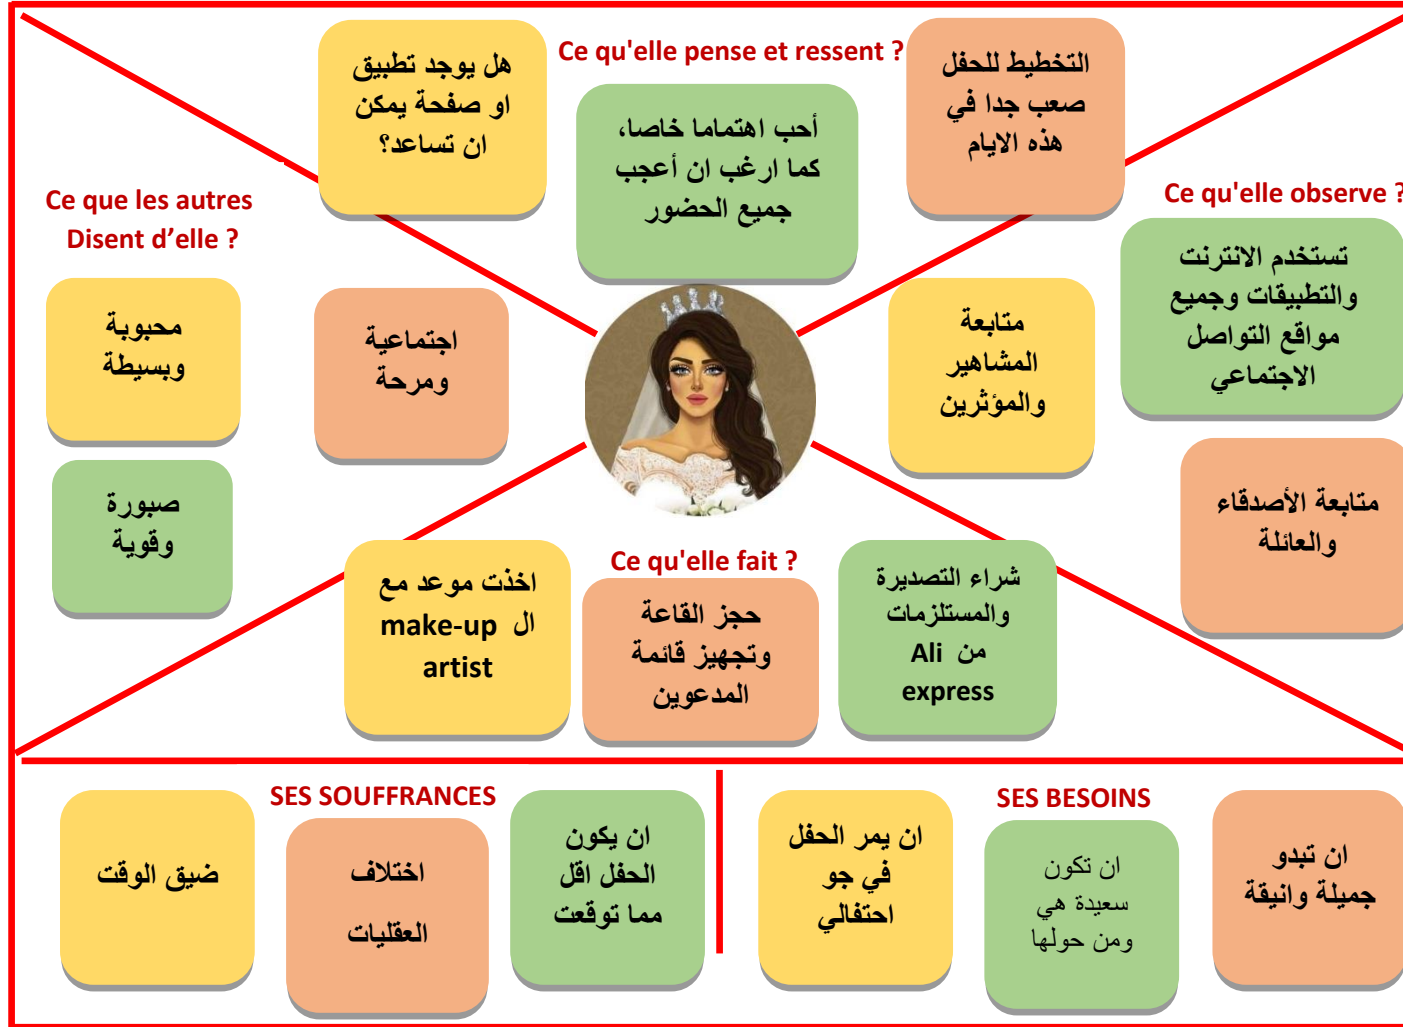 Ce qu'elle pense et ressent ?
هل يوجد تطبيق
او صفحة يمكن
ان تساعد؟
أحب اهتماما خاصا،
كما ارغب ان أعجب
جميع الحضور
التخطيط للحفل
صعب جدا في
هذه الايام
Ce que les autres
Disent d’elle ?
محبوبة
وبسيطة
اجتماعية
ومرحة
صبورة
وقوية
Ce qu'elle observe ?
متابعة
المشاهير
والمؤثرين
تستخدم الانترنت
والتطبيقات وجميع
مواقع التواصل
الاجتماعي
متابعة الأصدقاء
والعائلة
Ce qu'elle fait ?
اخذت موعد مع
ال make-up
artist
حجز القاعة
وتجهيز قائمة
المدعوين
شراء التصديرة
والمستلزمات
من Ali
express
SES SOUFFRANCES
ضيق الوقت
اختلاف
العقليات
ان يكون
الحفل اقل
مما توقعت
SES BESOINS
ان يمر الحفل
في جو
احتفالي
ان تكون
سعيدة هي
ومن حولها
ان تبدو
جميلة وانيقة